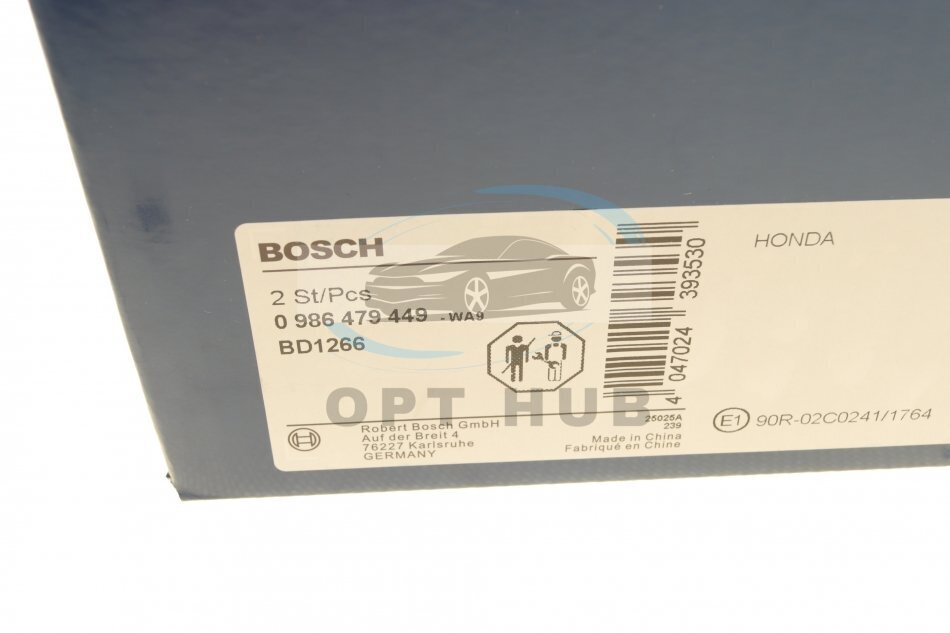 BOSCH
2 St/Pcs
0 986 479 449 - WA9
BD1266
OPT HUB
Robert Bosch GmbH
Auf der Breit 4
76227 Karlsruhe
GERMANY
25025A
239
Made in China
Fabriqué en Chine
4 047024 393530
HONDA
E1 90R-02C0241/1764